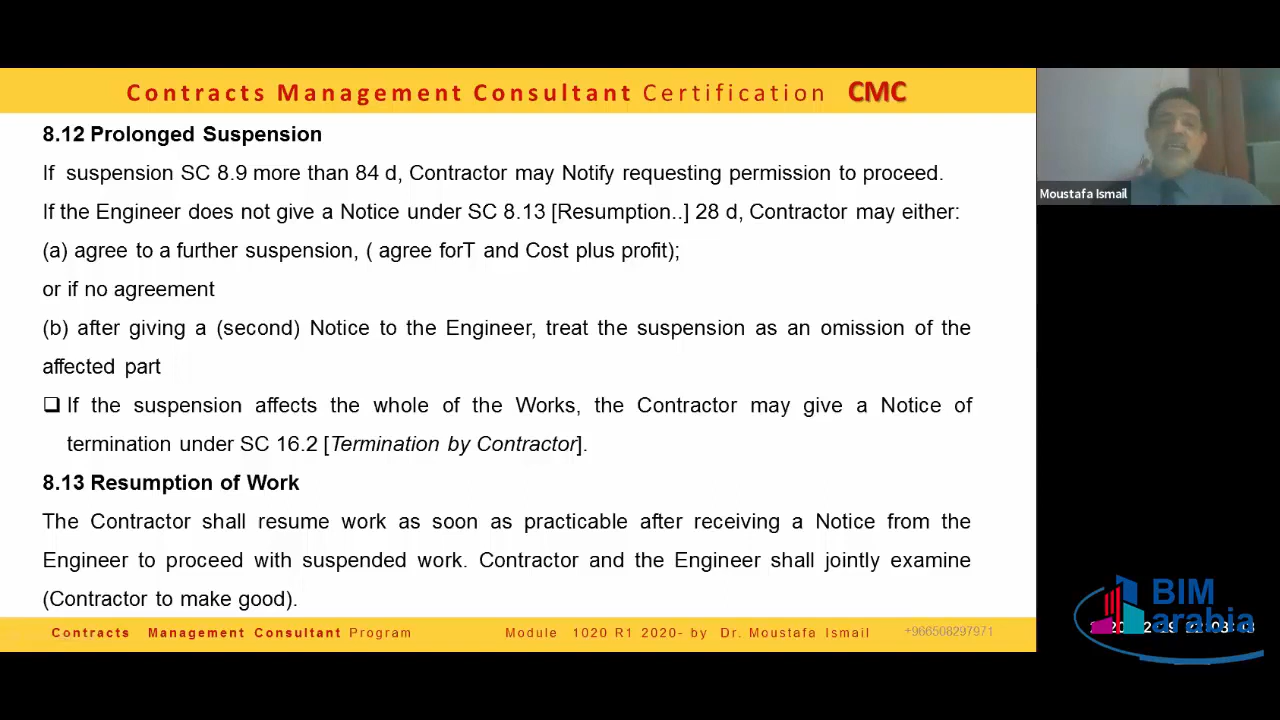 Contracts Management Consultant Certification CMC
8.12 Prolonged Suspension
If suspension SC 8.9 more than 84 d, Contractor may Notify requesting permission to proceed.
If the Engineer does not give a Notice under SC 8.13 [Resumption..] 28 d, Contractor may either:
(a) agree to a further suspension, ( agree forT and Cost plus profit);
or if no agreement
(b) after giving a (second) Notice to the Engineer, treat the suspension as an omission of the
affected part
❑ If the suspension affects the whole of the Works, the Contractor may give a Notice of
termination under SC 16.2 [Termination by Contractor].
8.13 Resumption of Work
The Contractor shall resume work as soon as practicable after receiving a Notice from the
Engineer to proceed with suspended work. Contractor and the Engineer shall jointly examine
(Contractor to make good).
Contracts Management Consultant Program Module 1020 R1 2020- by Dr. Moustafa Ismail +966508297971
Moustafa Ismail
BIM
arabia